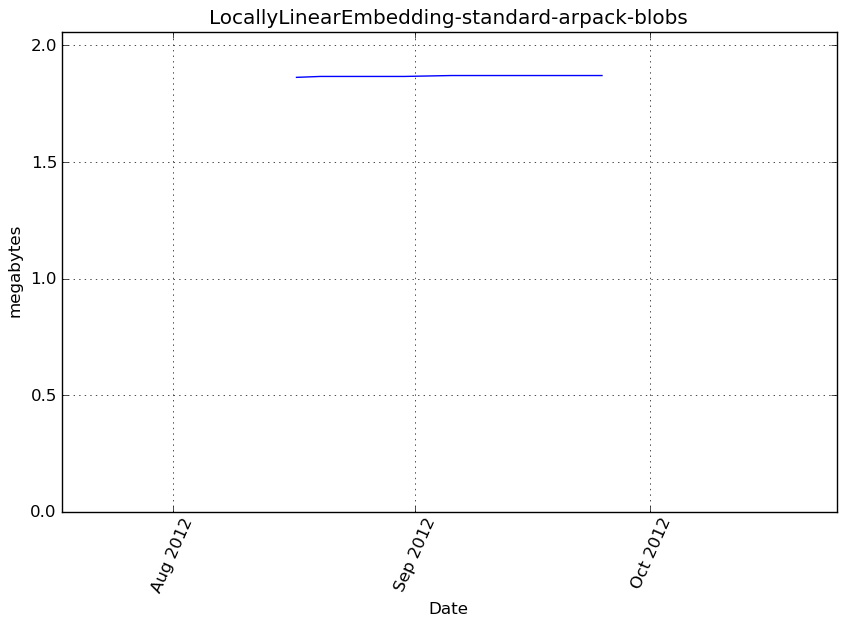 LocallyLinearEmbedding-standard-arpack-blobs
2.0
1.5
1.0
0.5
0.0
megabytes
Aug 2012
Sep 2012
Oct 2012
Date